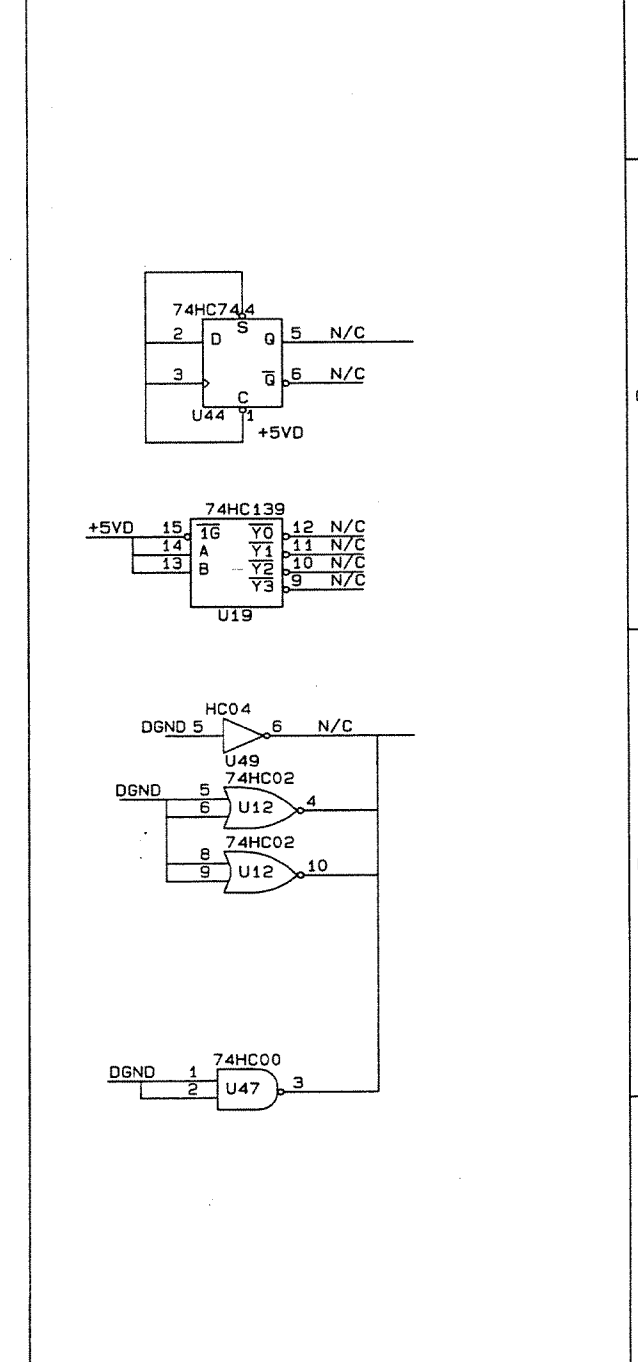 74HC74 4
S
2 D Q 5 N/C
3 Q 6 N/C
C
U44 1
+5VD
74HC139
+5VD 15 1G Y0 12 N/C
14 A Y1 11 N/C
13 B Y2 10 N/C
Y3 9 N/C
U19
HC04
DGND 5 6 N/C
U49
74HC02
DGND 5 U12 4
6
74HC02
8 U12 10
9
74HC00
DGND 1 U47 3
2